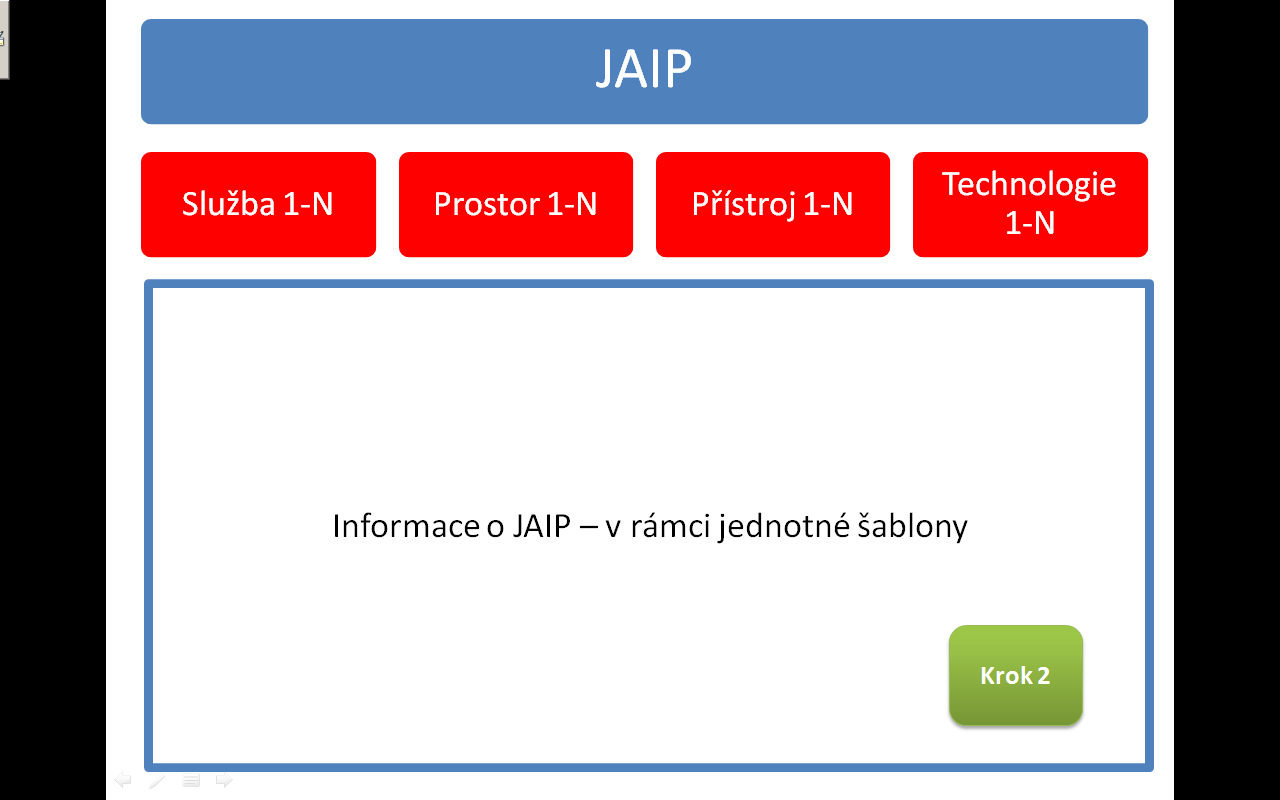 JAIP
Služba 1-N
Prostor 1-N
Přístroj 1-N
Technologie
1-N
Informace o JAIP – v rámci jednotné šablony
Krok 2